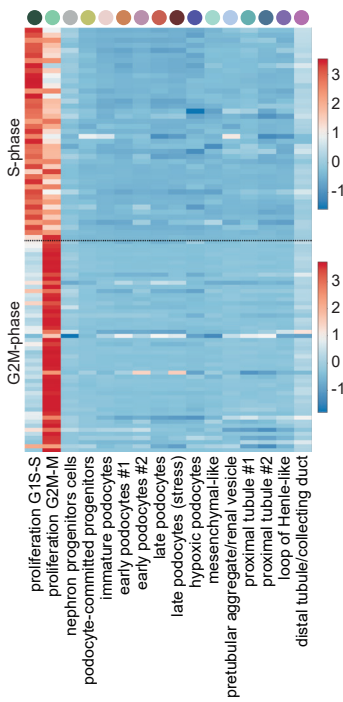 S-phase
3
2
1
0
-1
G2M-phase
3
2
1
0
-1
proliferation G1S-S
proliferation G2M-M
nephron progenitors cells
podocyte-committed progenitors
immature podocytes
early podocytes #1
early podocytes #2
late podocytes
late podocytes (stress)
hypoxic podocytes
mesenchymal-like
pretubular aggregate/renal vesicle
proximal tubule #1
proximal tubule #2
loop of Henle-like
distal tubule/collecting duct